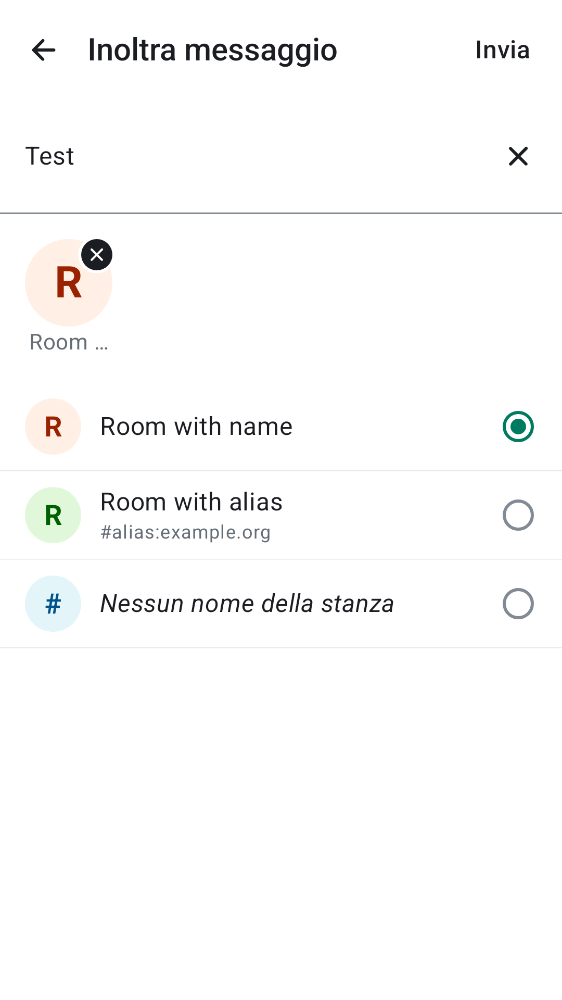 Inoltra messaggio
Invia
Test
R
Room …
R
Room with name
R
Room with alias
#alias:example.org
#
Nessun nome della stanza